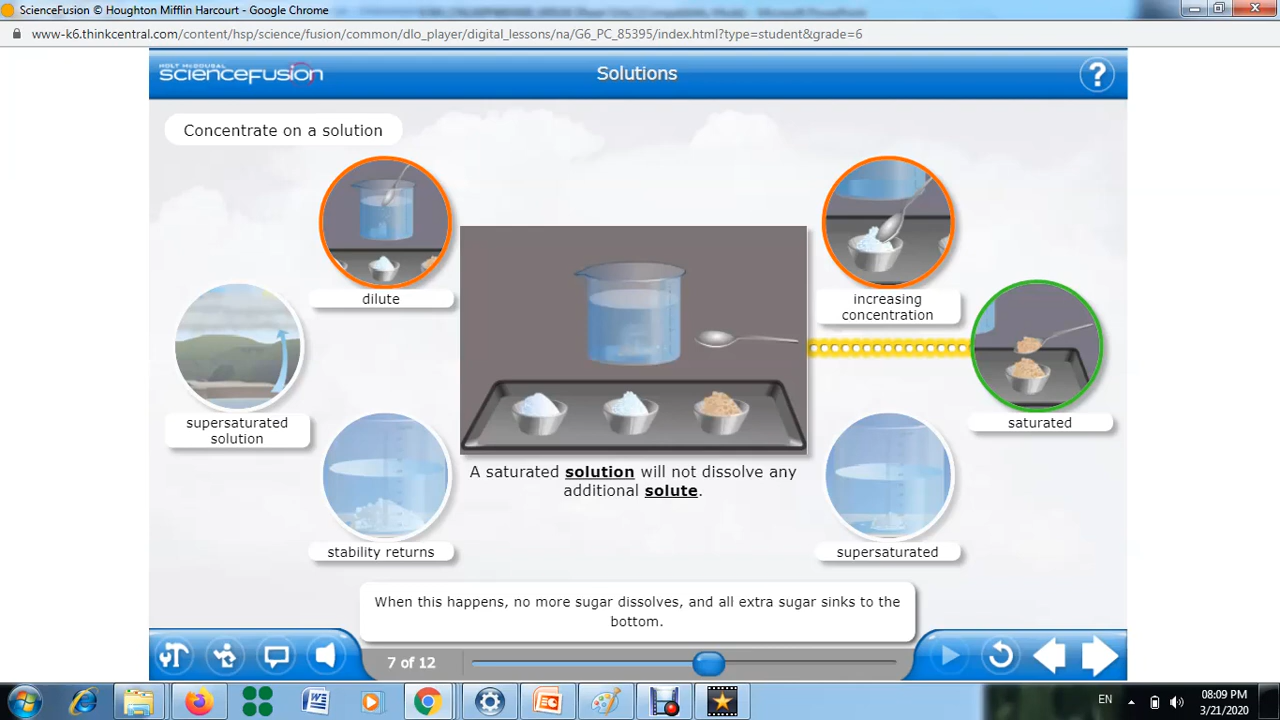 ScienceFusion © Houghton Mifflin Harcourt - Google Chrome
www-k6.thinkcentral.com/content/hsp/science/fusion/common/dlo_player/digital_lessons/na/G6_PC_85395/index.html?type=student&grade=6
HOLT McDOUGAL
SCIENCEFUSION
Solutions
?
Concentrate on a solution
dilute
increasing
concentration
supersaturated
solution
saturated
A saturated solution will not dissolve any
additional solute.
stability returns
supersaturated
When this happens, no more sugar dissolves, and all extra sugar sinks to the
bottom.
7 of 12
EN
08:09 PM
3/21/2020